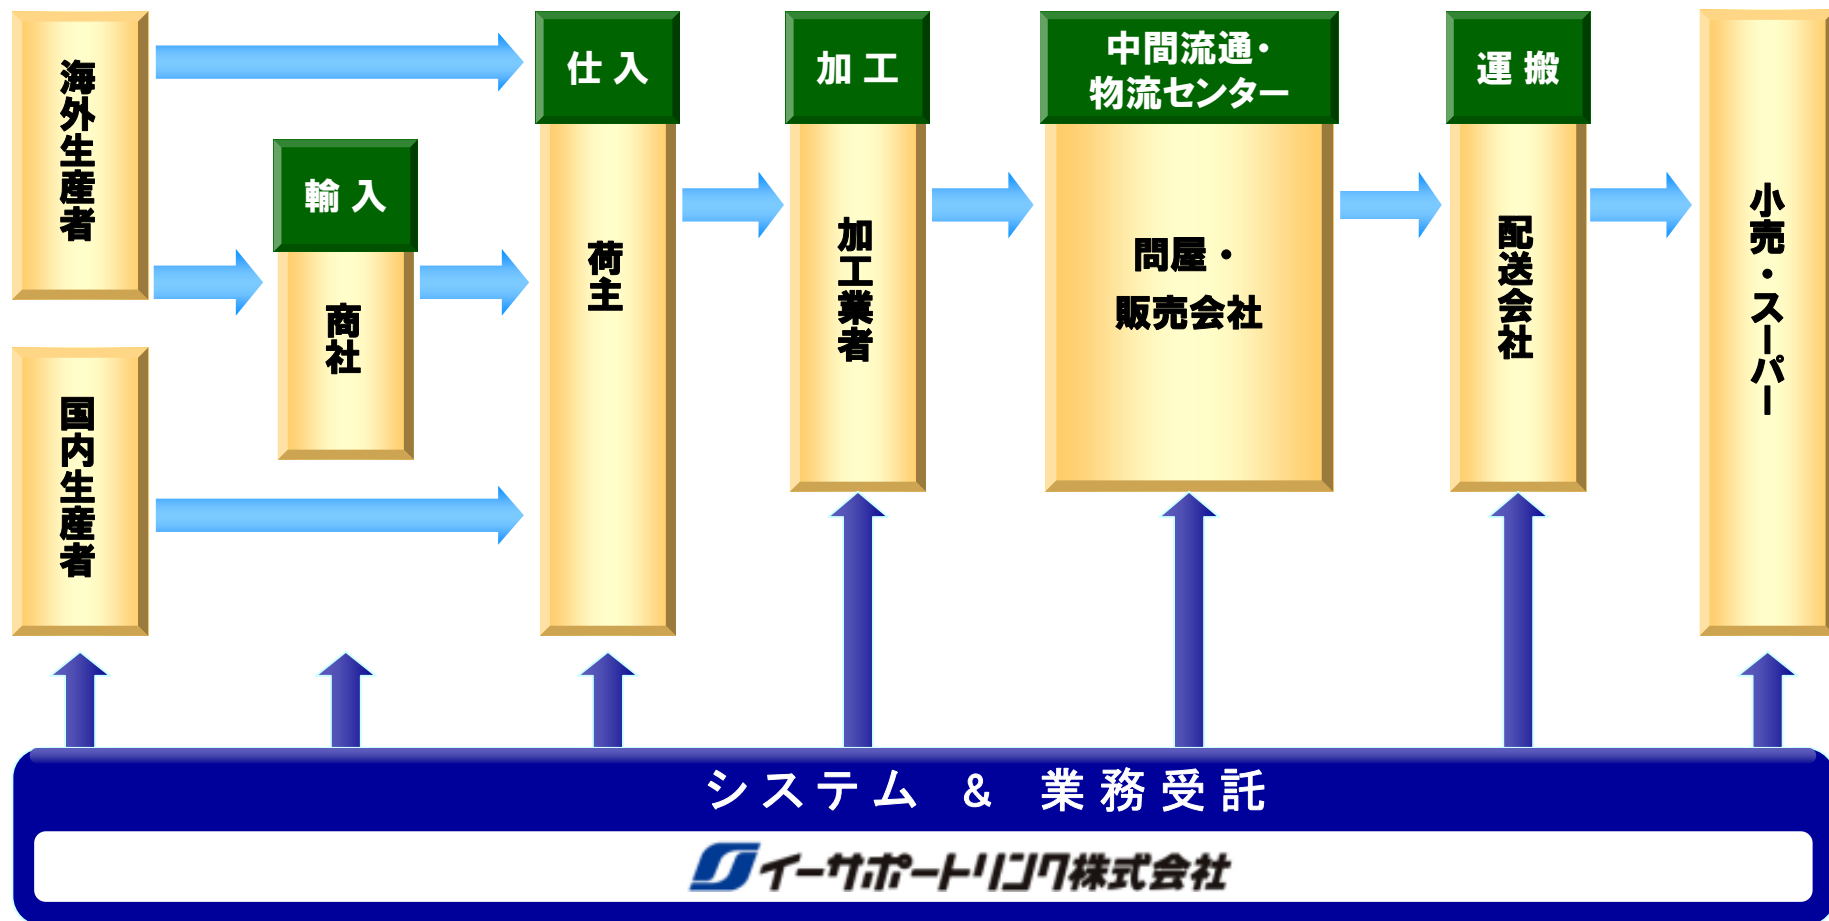 海外生産者
国内生産者
輸入
商社
仕入
荷主
加工
加工業者
中間流通・
物流センター
問屋・
販売会社
運搬
配送会社
小売・スーパー
システム & 業務受託
イーサポートリンク株式会社